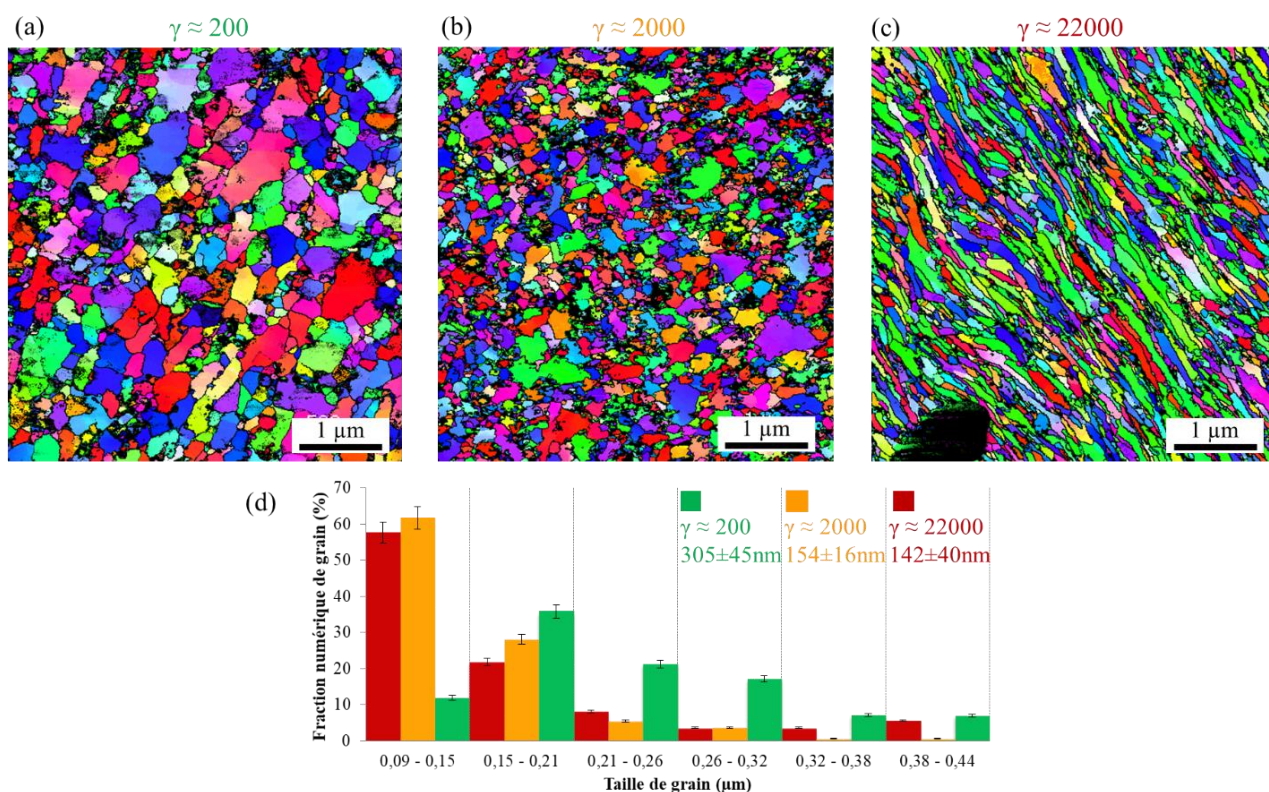 (a)
γ ≈ 200
(b)
γ ≈ 2000
(c)
γ ≈ 22000
1 µm
1 µm
1 µm
(d)
Fraction numérique de grain (%)
70
60
50
40
30
20
10
0
γ ≈ 200
305±45nm
γ ≈ 2000
154±16nm
γ ≈ 22000
142±40nm
0,09 - 0,15
0,15 - 0,21
0,21 - 0,26
0,26 - 0,32
0,32 - 0,38
0,38 - 0,44
Taille de grain (µm)